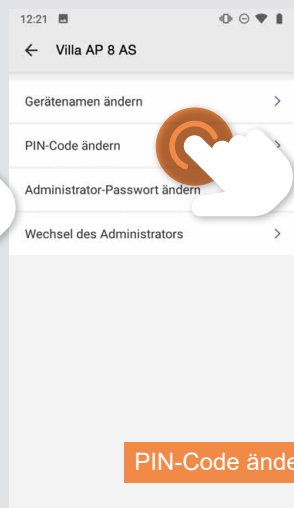 12:21
Villa AP 8 AS
Gerätenamen ändern
PIN-Code ändern
Administrator-Passwort ändern
Wechsel des Administrators
PIN-Code ände